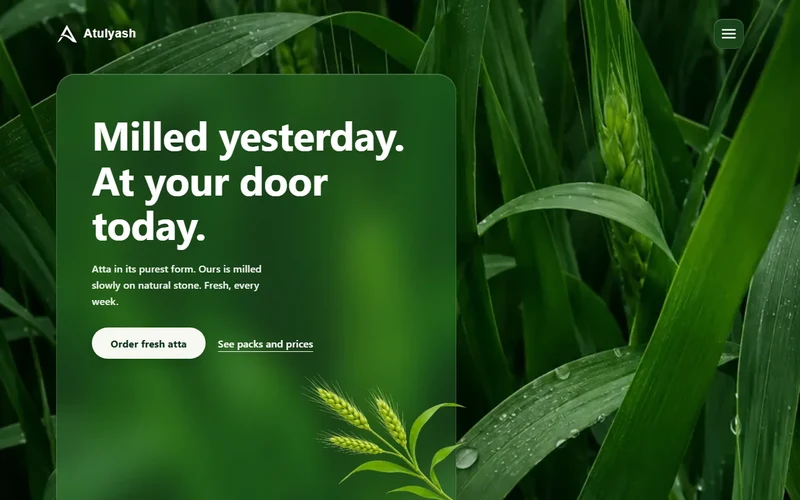 Atulyash
Milled yesterday.
At your door
today.
Atta in its purest form. Ours is milled
slowly on natural stone. Fresh, every
week.
Order fresh atta
See packs and prices